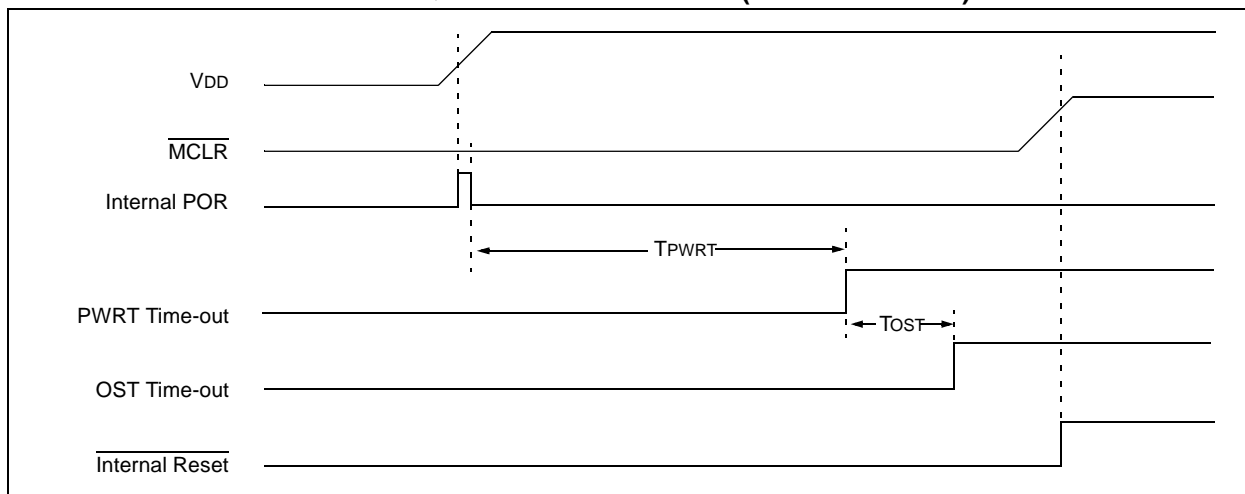 VDD
MCLR
Internal POR
TPWRT
PWRT Time-out
TOST
OST Time-out
Internal Reset